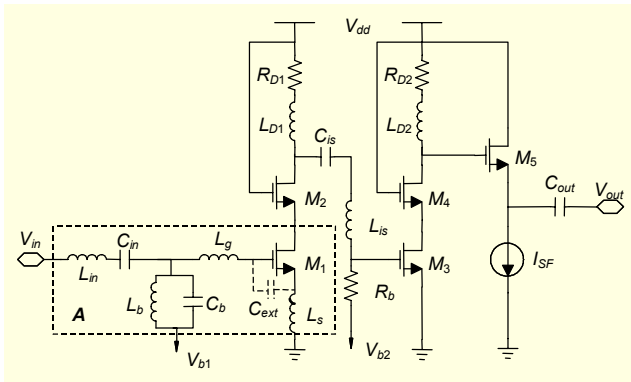 Vdd
RD1
RD2
LD1
LD2
Cis
M5
M2
M4
Cout
Vout
Vin
Cin
Lg
Lis
Lin
M1
M3
ISF
Lb
Cb
Cext
Ls
Rb
A
Vb1
Vb2